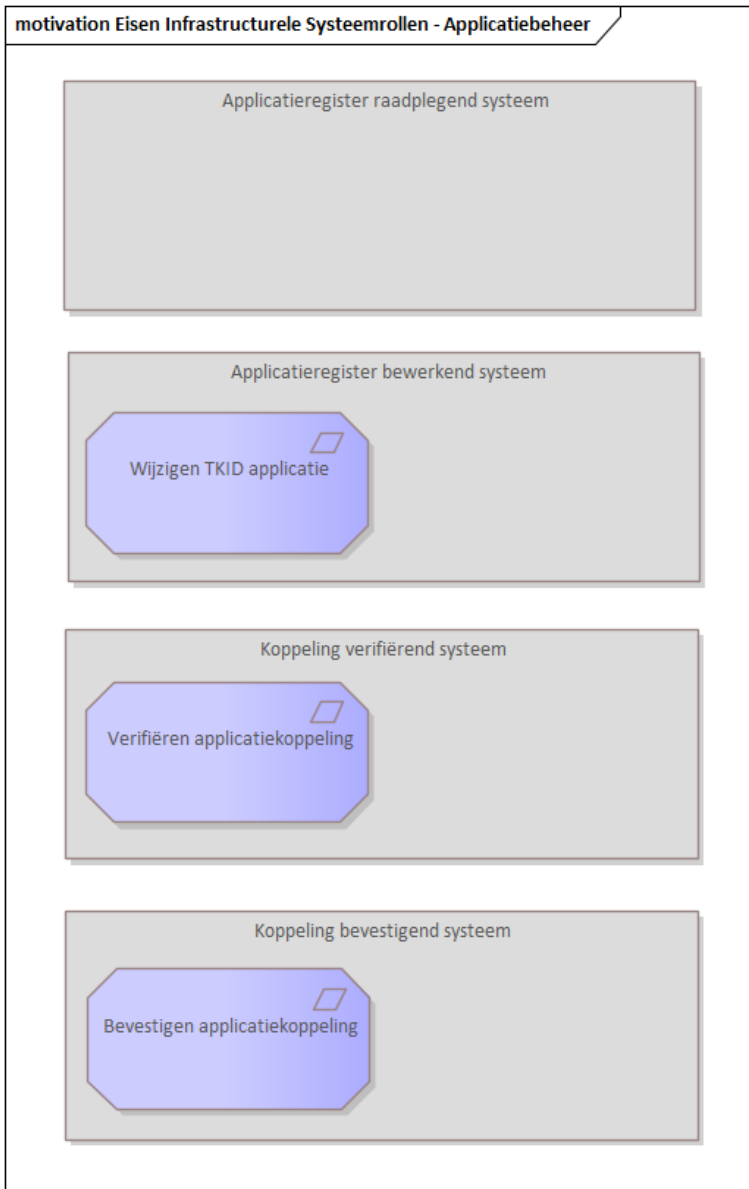 motivation Eisen Infrastructurele Systeemrollen - Applicatiebeheer
Applicatieregister raadplegend systeem
Applicatieregister bewerkend systeem
Wijzigen TKID applicatie
Koppeling verifiërend systeem
Verifiëren applicatiekoppeling
Koppeling bevestigend systeem
Bevestigen applicatiekoppeling